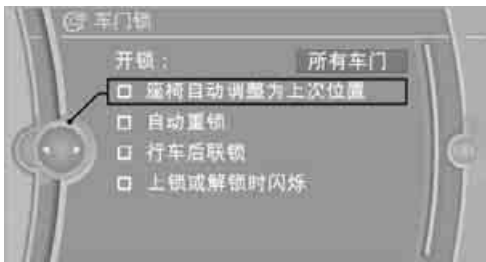 车门锁
开锁： 所有车门
座椅自动调整为上次位置
自动重锁
行车后联锁
上锁或解锁时闪烁